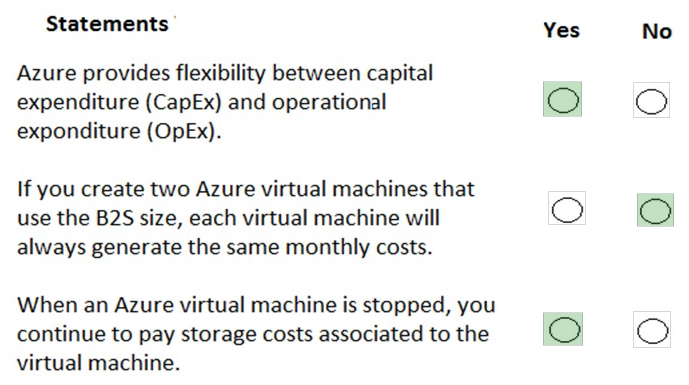 Statements Yes No
Azure provides flexibility between capital
expenditure (CapEx) and operational
exponditure (OpEx).
If you create two Azure virtual machines that
use the B2S size, each virtual machine will
always generate the same monthly costs.
When an Azure virtual machine is stopped, you
continue to pay storage costs associated to the
virtual machine.